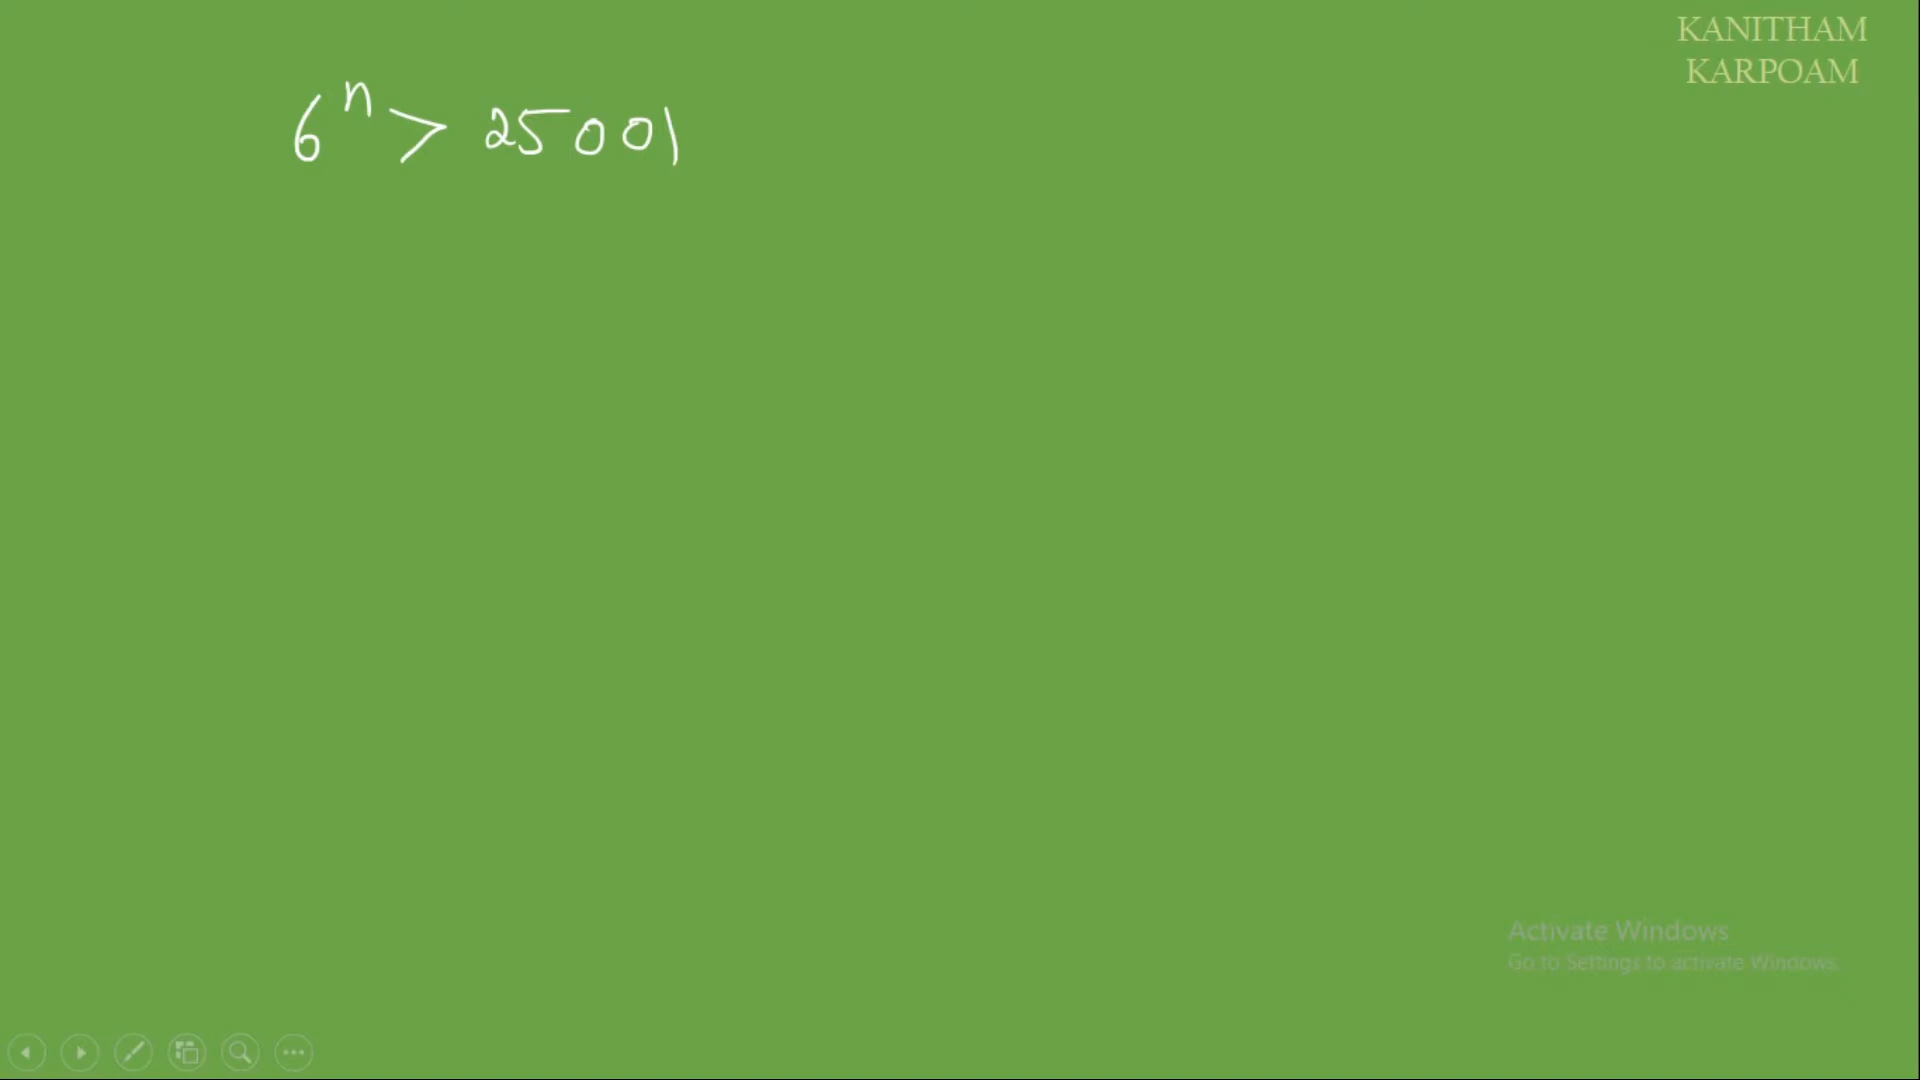 KANITHAM
KARPOAM
6ⁿ > 25001
Activate Windows
Go to Settings to activate Windows.